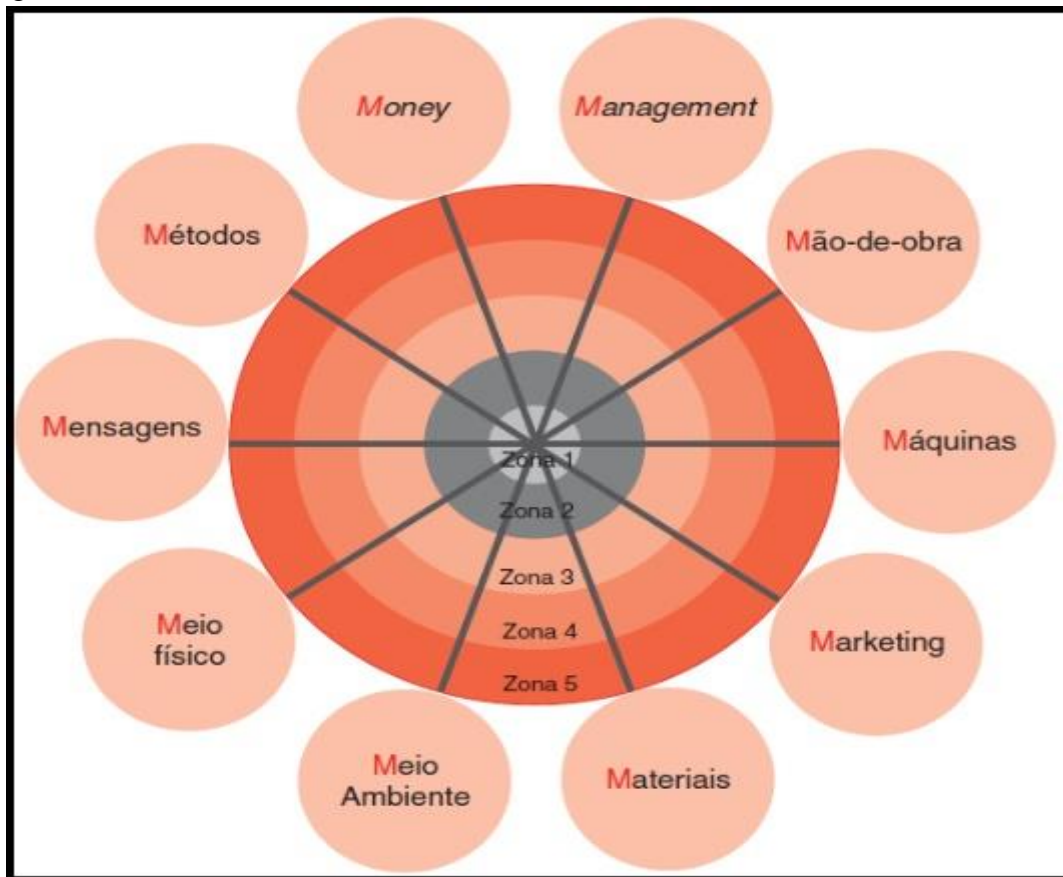 Money
Management
Métodos
Mão-de-obra
Mensagens
Máquinas
Zona 1
Zona 2
Zona 3
Zona 4
Zona 5
Meio
físico
Marketing
Meio
Ambiente
Materiais